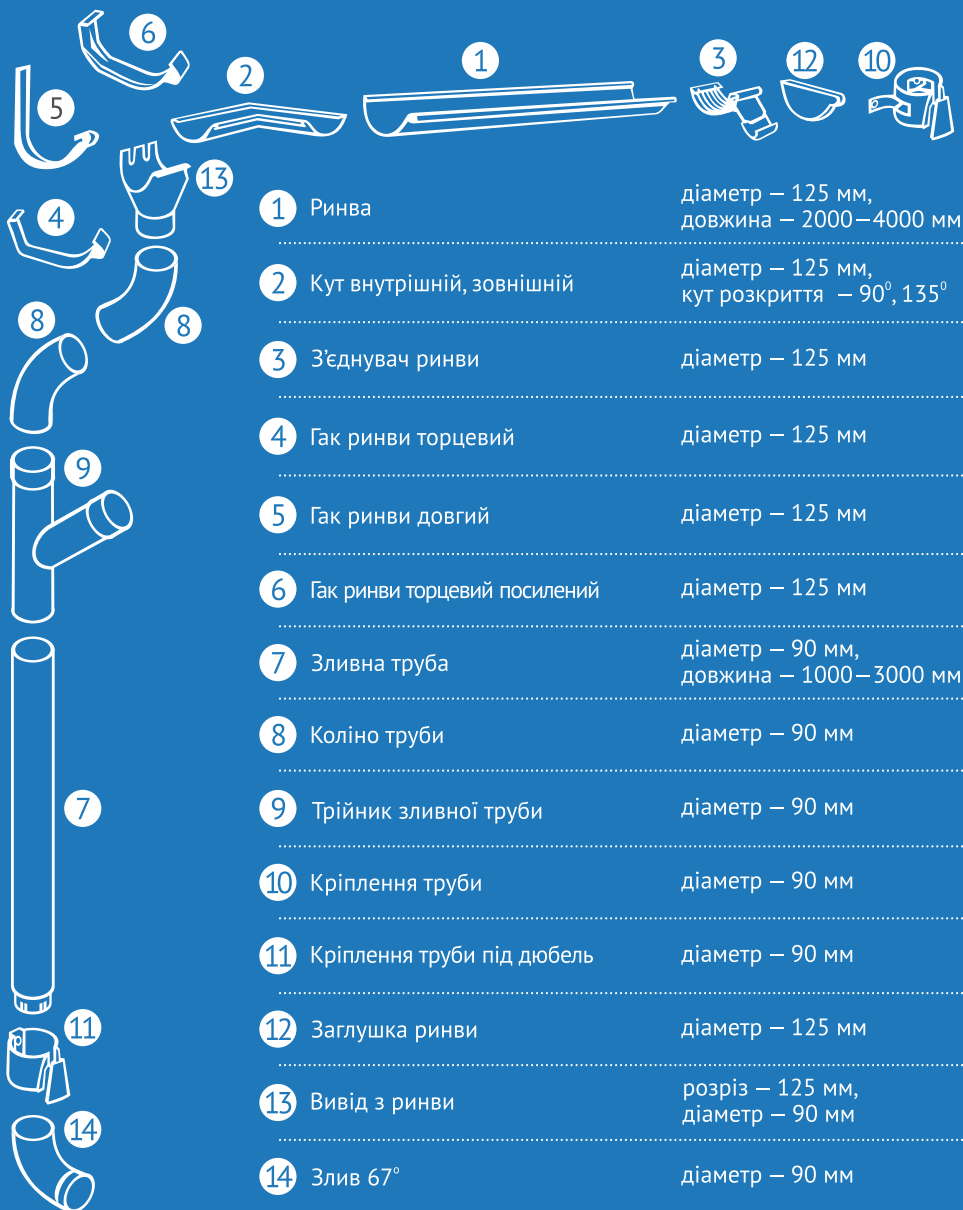 6
2
1
3
12
10
5
13
4
8
8
9
7
11
14
1 Ринва діаметр — 125 мм,
довжина — 2000—4000 мм
2 Кут внутрішній, зовнішній діаметр — 125 мм,
кут розкриття — 90⁰, 135⁰
3 З’єднувач ринви діаметр — 125 мм
4 Гак ринви торцевий діаметр — 125 мм
5 Гак ринви довгий діаметр — 125 мм
6 Гак ринви торцевий посилений діаметр — 125 мм
7 Зливна труба діаметр — 90 мм,
довжина — 1000—3000 мм
8 Коліно труби діаметр — 90 мм
9 Трійник зливної труби діаметр — 90 мм
10 Кріплення труби діаметр — 90 мм
11 Кріплення труби під дюбель діаметр — 90 мм
12 Заглушка ринви діаметр — 125 мм
13 Вивід з ринви розріз — 125 мм,
діаметр — 90 мм
14 Злив 67⁰ діаметр — 90 мм